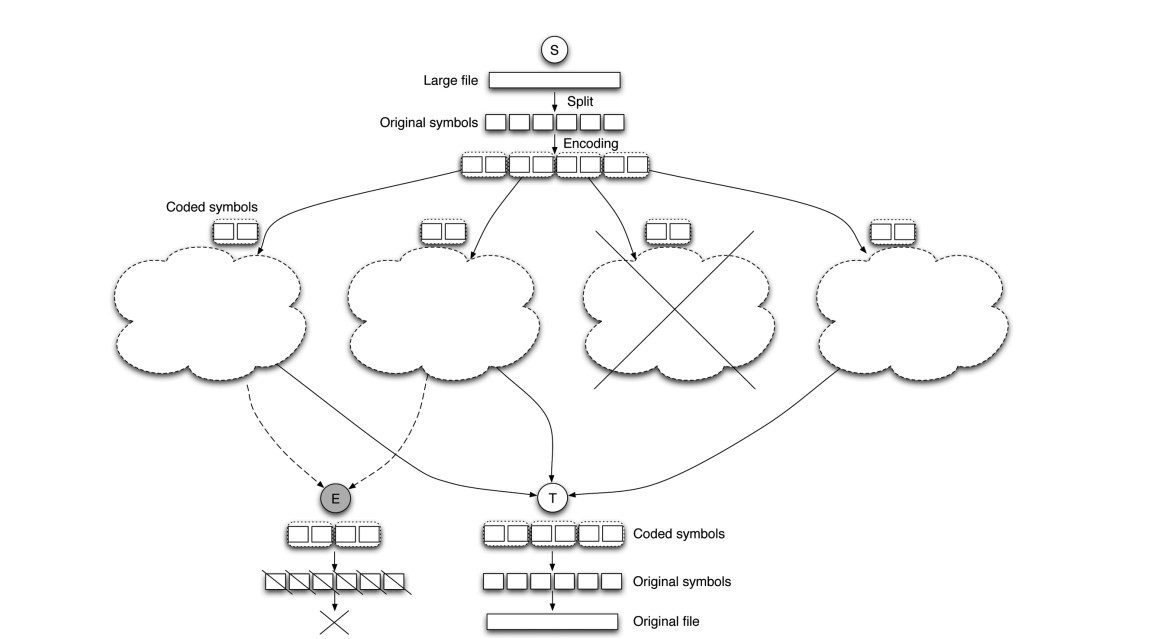 S
Large file
Split
Original symbols
Encoding
Coded symbols
E
T
Coded symbols
Original symbols
Original file